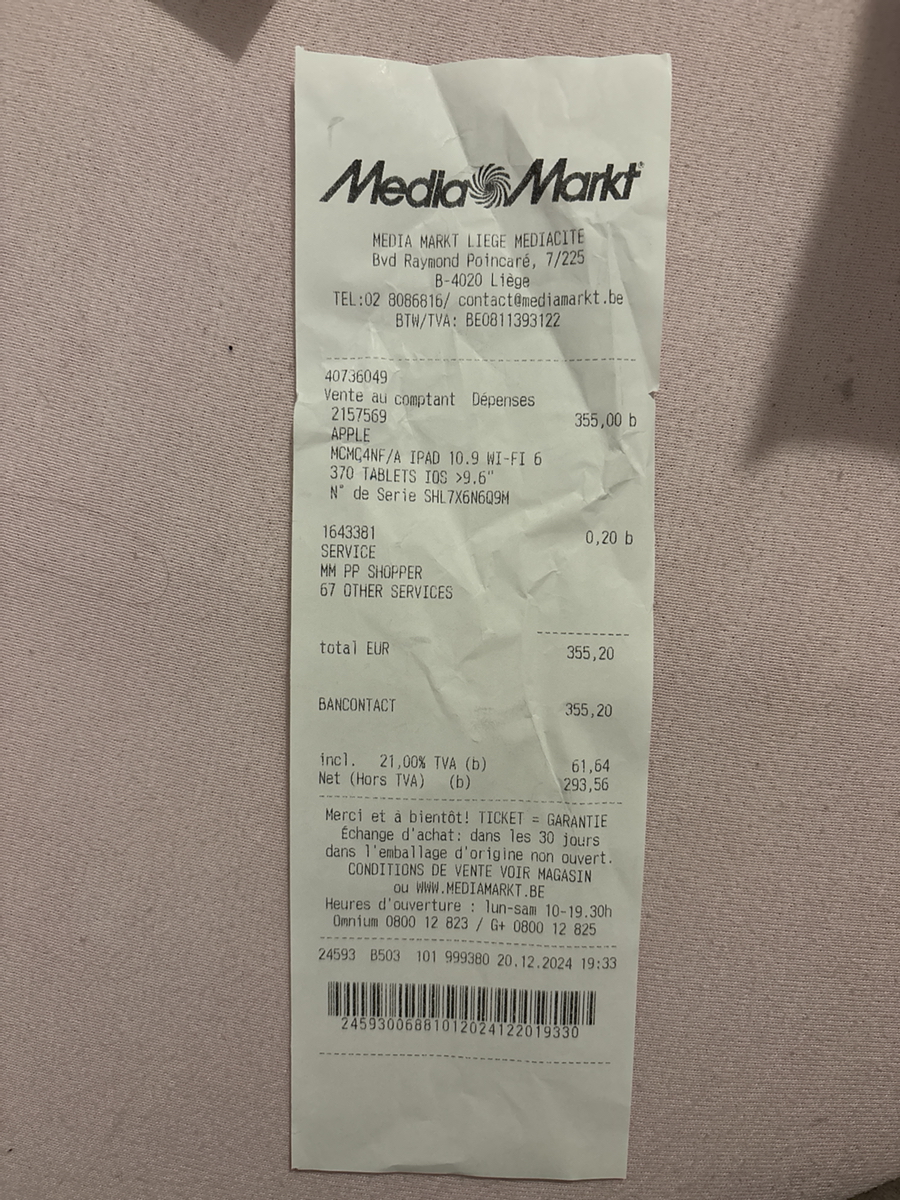 Media Markt
MEDIA MARKT LIEGE MEDIACITE
Bvd Raymond Poincaré, 7/225
B-4020 Liège
TEL:02 8086816/ contact@mediamarkt.be
BTW/TVA: BE0811393122
40736049
Vente au comptant Dépenses
2157569 355,00 b
APPLE
MCMC4NF/A IPAD 10.9 WI-FI 6
370 TABLETS IOS >9.6"
N° de Serie SHL7X6N6Q9M
1643381 0,20 b
SERVICE
MM PP SHOPPER
67 OTHER SERVICES
total EUR 355,20
BANCONTACT 355,20
incl. 21,00% TVA (b) 61,64
Net (Hors TVA) (b) 293,56
Merci et à bientôt! TICKET = GARANTIE
Échange d'achat: dans les 30 jours
dans l'emballage d'origine non ouvert.
CONDITIONS DE VENTE VOIR MAGASIN
ou WWW.MEDIAMARKT.BE
Heures d'ouverture : lun-sam 10-19.30h
Omnium 0800 12 823 / G+ 0800 12 825
24593 B503 101 999380 20.12.2024 19:33
24593006881012024122019330